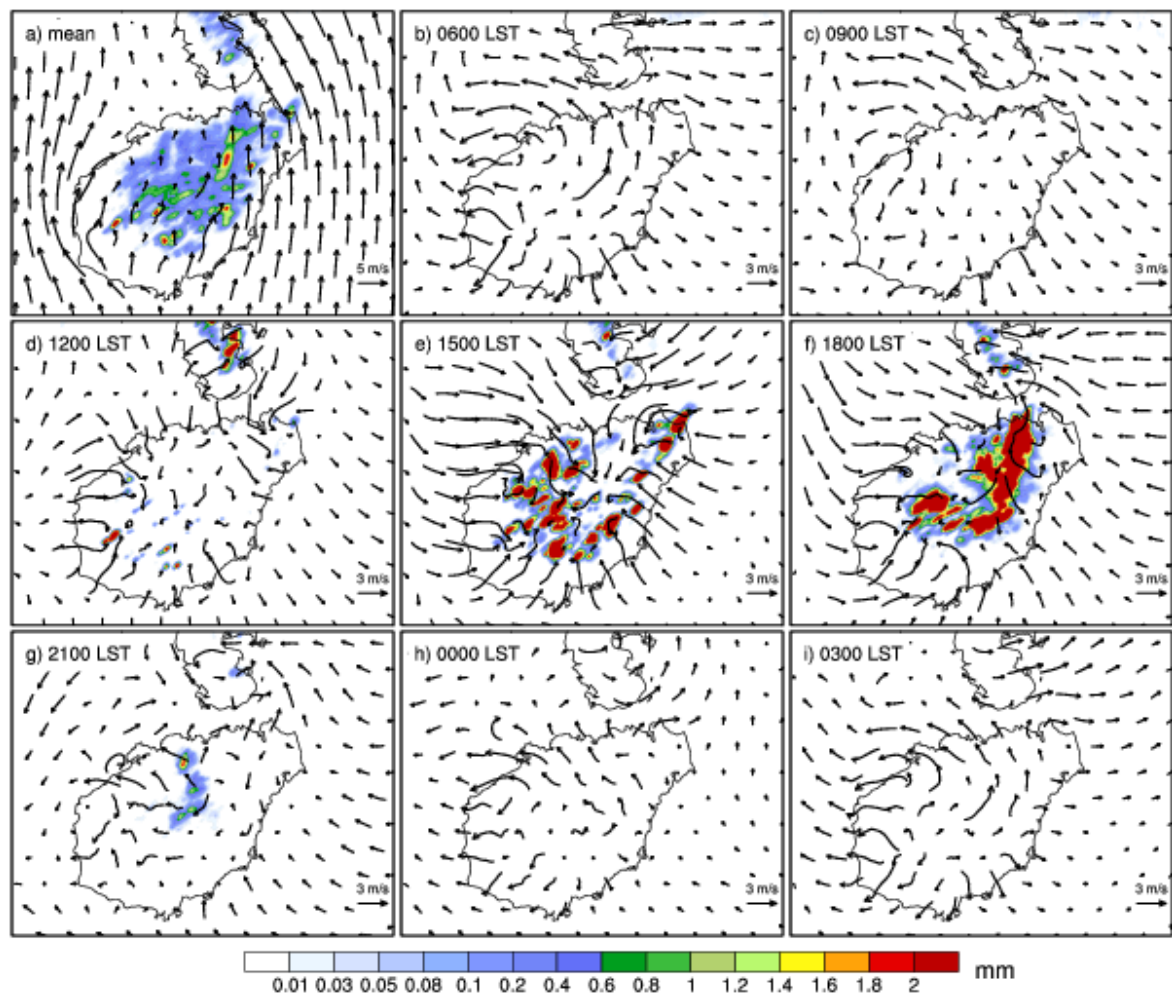 a) mean
5 m/s
b) 0600 LST
3 m/s
c) 0900 LST
3 m/s
d) 1200 LST
3 m/s
e) 1500 LST
3 m/s
f) 1800 LST
3 m/s
g) 2100 LST
3 m/s
h) 0000 LST
3 m/s
i) 0300 LST
3 m/s
0.01 0.03 0.05 0.08 0.1 0.2 0.4 0.6 0.8 1 1.2 1.4 1.6 1.8 2 mm